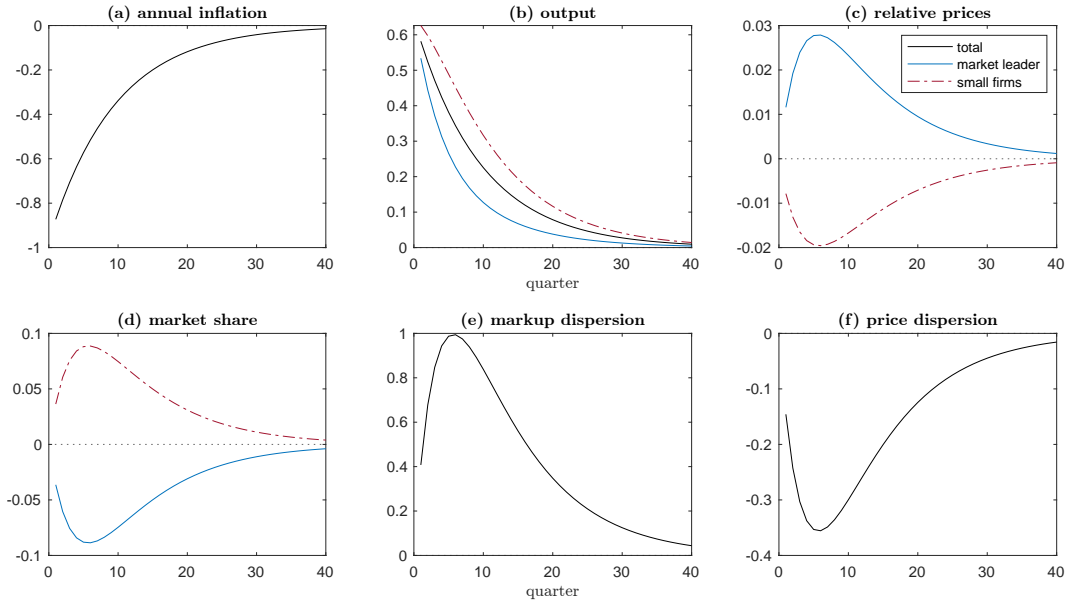 (a) annual inflation
0
-0.2
-0.4
-0.6
-0.8
-1
0 10 20 30 40
(b) output
0.6
0.5
0.4
0.3
0.2
0.1
0
0 10 20 30 40
quarter
(c) relative prices
0.03
0.02
0.01
0
-0.01
-0.02
0 10 20 30 40
total
market leader
small firms
(d) market share
0.1
0.05
0
-0.05
-0.1
0 10 20 30 40
(e) markup dispersion
1
0.8
0.6
0.4
0.2
0
0 10 20 30 40
quarter
(f) price dispersion
0
-0.1
-0.2
-0.3
-0.4
0 10 20 30 40